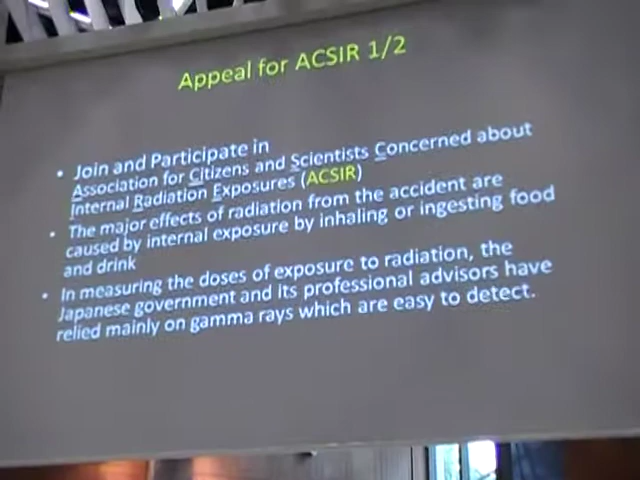 Appeal for ACSIR 1/2
• Join and Participate in
Association for Citizens and Scientists Concerned about
Internal Radiation Exposures (ACSIR)
• The major effects of radiation from the accident are
caused by internal exposure by inhaling or ingesting food
and drink
• In measuring the doses of exposure to radiation, the
Japanese government and its professional advisors have
relied mainly on gamma rays which are easy to detect.